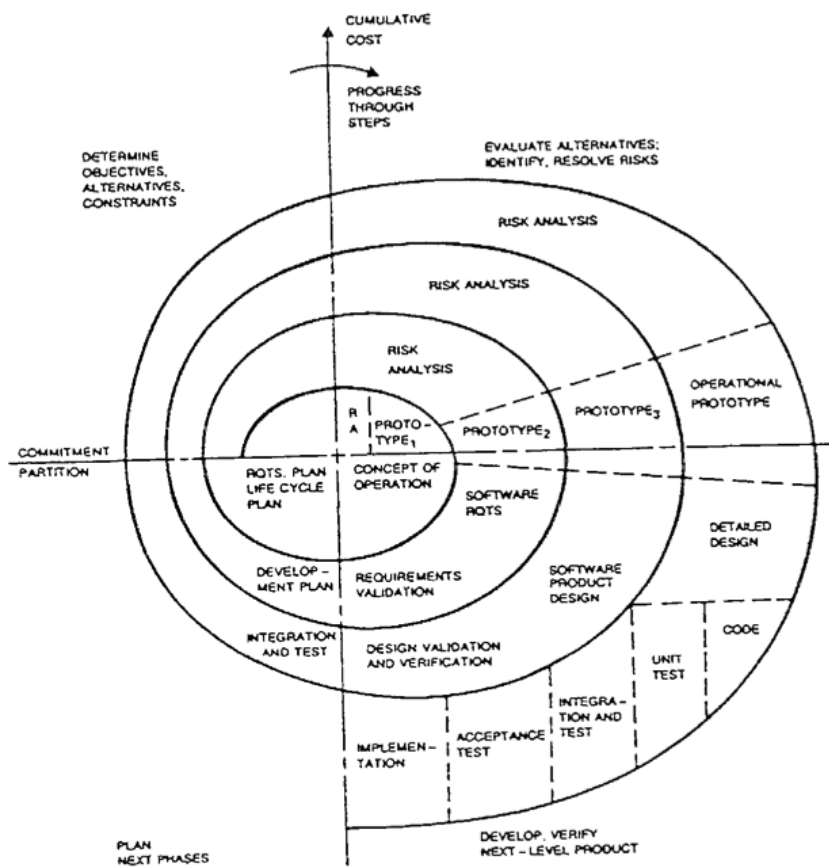 CUMULATIVE
COST
PROGRESS
THROUGH
STEPS
DETERMINE
OBJECTIVES,
ALTERNATIVES,
CONSTRAINTS
EVALUATE ALTERNATIVES;
IDENTIFY, RESOLVE RISKS
RISK ANALYSIS
RISK ANALYSIS
RISK
ANALYSIS
R
A
PROTO-
TYPE1
PROTOTYPE2
PROTOTYPE3
OPERATIONAL
PROTOTYPE
COMMITMENT
PARTITION
RQTS. PLAN
LIFE CYCLE
PLAN
CONCEPT OF
OPERATION
SOFTWARE
RQTS
DETAILED
DESIGN
DEVELOP-
MENT PLAN
REQUIREMENTS
VALIDATION
SOFTWARE
PRODUCT
DESIGN
INTEGRATION
AND TEST
DESIGN VALIDATION
AND VERIFICATION
CODE
UNIT
TEST
INTEGRA-
TION AND
TEST
ACCEPTANCE
TEST
IMPLEMEN-
TATION
PLAN
NEXT PHASES
DEVELOP, VERIFY
NEXT-LEVEL PRODUCT